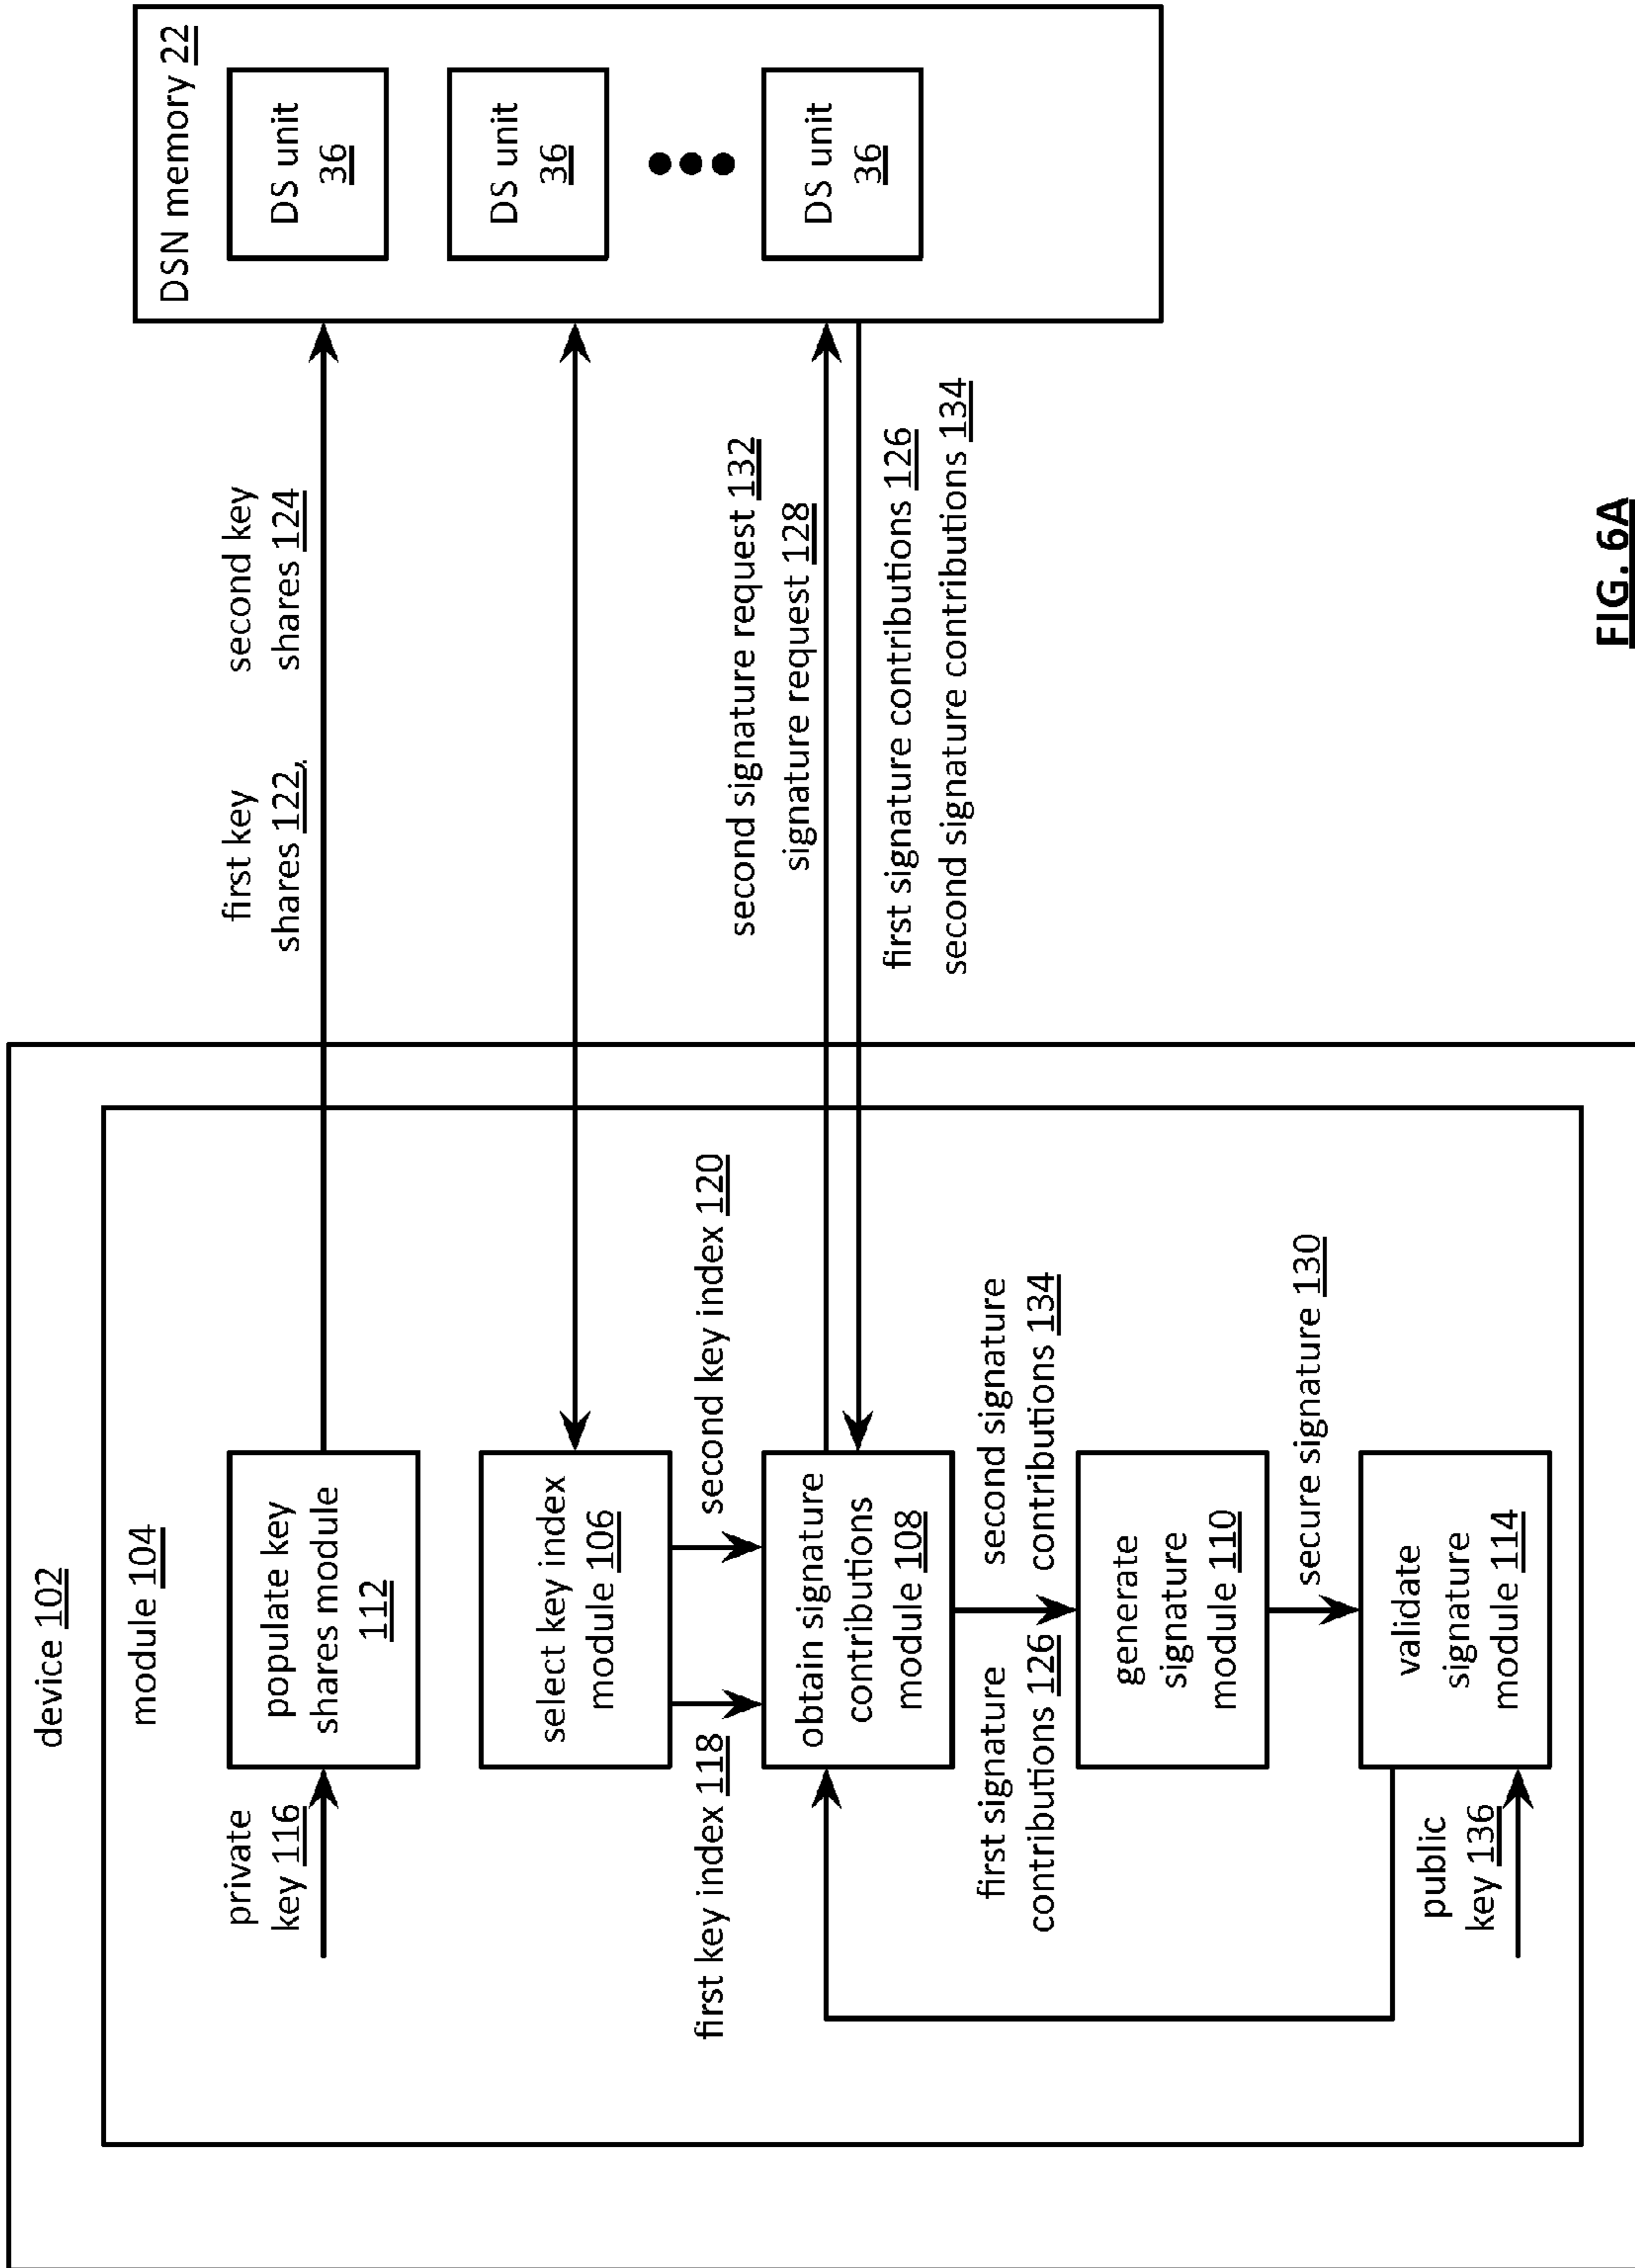 device 102
module 104
private
key 116
populate key
shares module
112
first key
shares 122,
second key
shares 124
DSN memory 22
DS unit
36
DS unit
36
DS unit
36
select key index
module 106
first key index 118
second key index 120
obtain signature
contributions
module 108
second signature request 132
signature request 128
first signature contributions 126
second signature contributions 134
first signature
contributions 126
second signature
contributions 134
generate
signature
module 110
secure signature 130
public
key 136
validate
signature
module 114
FIG. 6A